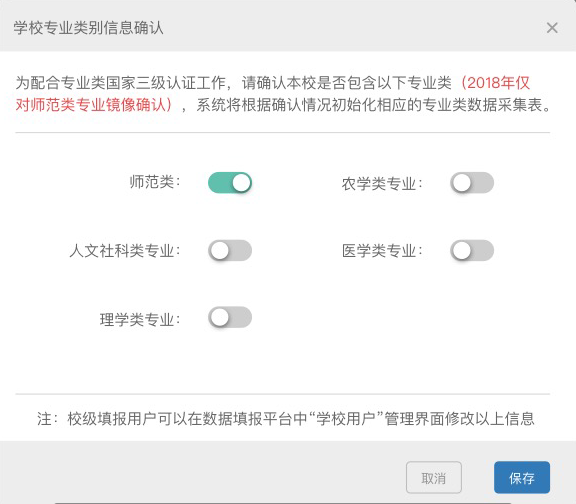 学校专业类别信息确认
为配合专业类国家三级认证工作，请确认本校是否包含以下专业类（2018年仅
对师范类专业镜像确认），系统将根据确认情况初始化相应的专业类数据采集表。
师范类： 农学类专业：
人文社科类专业： 医学类专业：
理学类专业：
注：校级填报用户可以在数据填报平台中“学校用户”管理界面修改以上信息
取消 保存